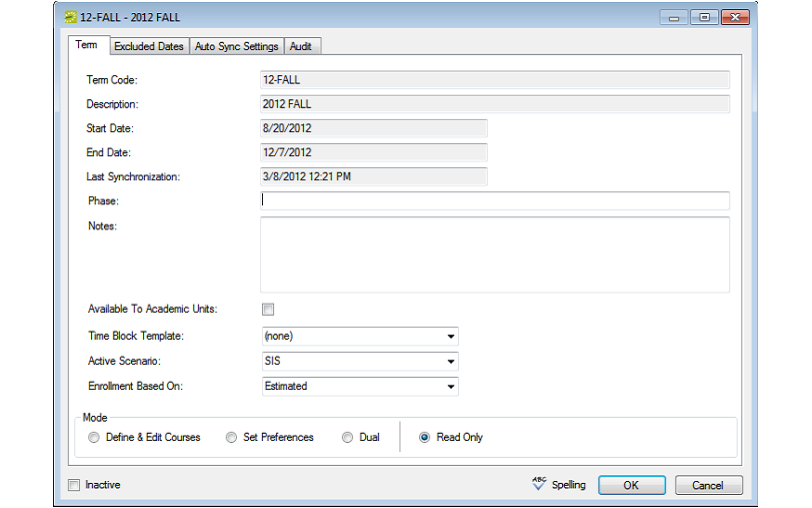 12-FALL - 2012 FALL
Term Excluded Dates Auto Sync Settings Audit
Term Code: 12-FALL
Description: 2012 FALL
Start Date: 8/20/2012
End Date: 12/7/2012
Last Synchronization: 3/8/2012 12:21 PM
Phase:
Notes:
Available To Academic Units:
Time Block Template: (none)
Active Scenario: SIS
Enrollment Based On: Estimated
Mode
Define & Edit Courses Set Preferences Dual Read Only
Inactive ABC Spelling OK Cancel